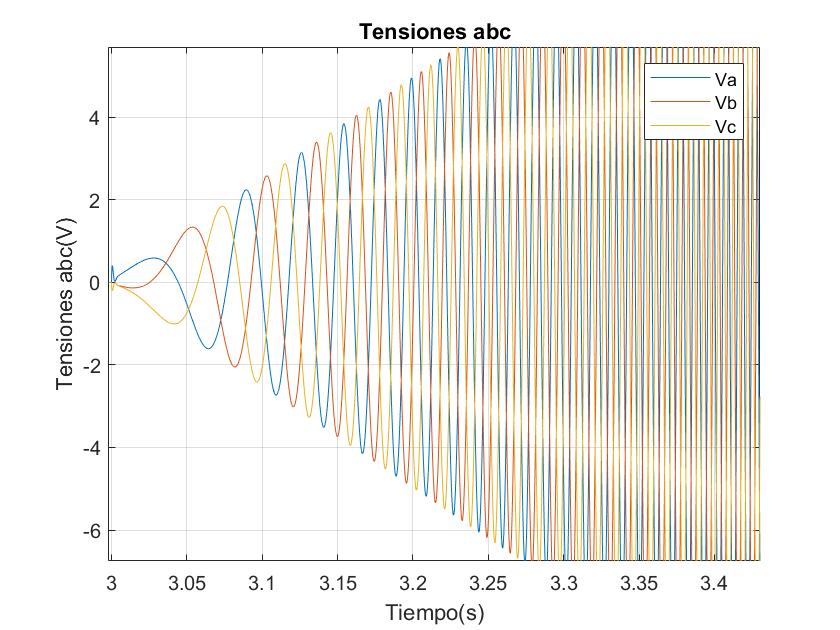 Tensiones abc
Va
Vb
Vc
Tensiones abc(V)
4
2
0
-2
-4
-6
3
3.05
3.1
3.15
3.2
3.25
3.3
3.35
3.4
Tiempo(s)